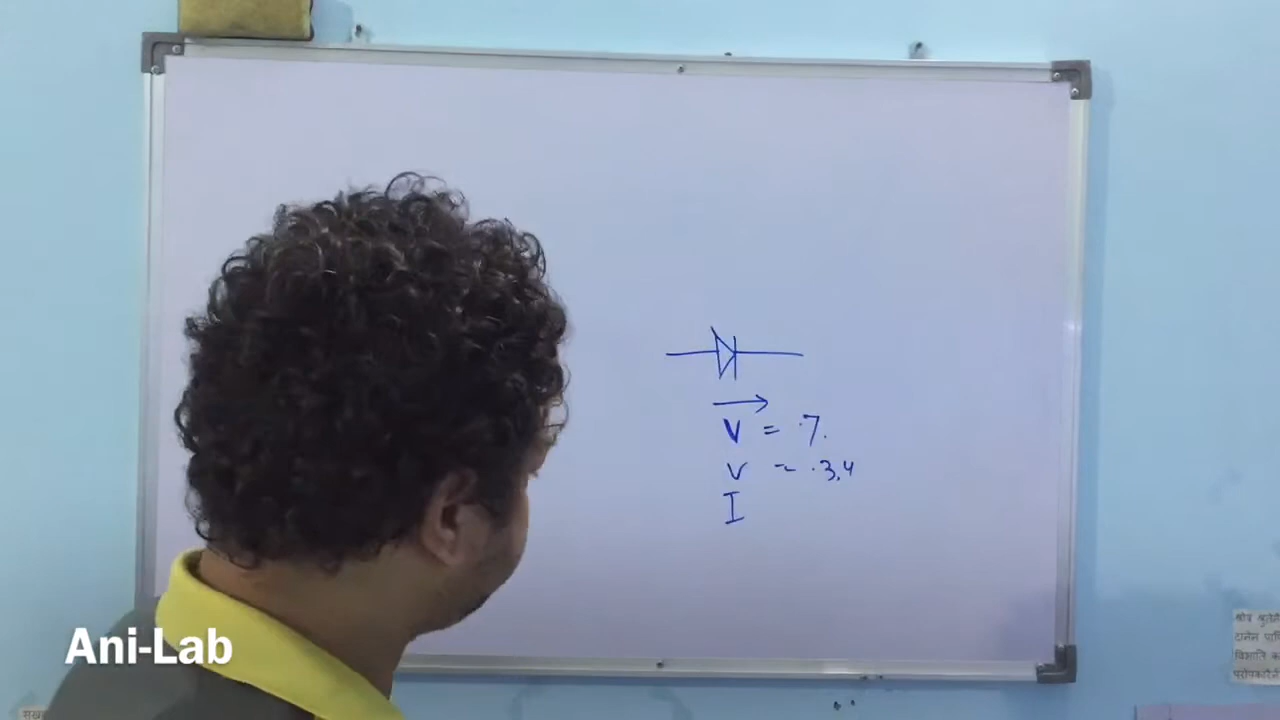 V = .7.
V = .3,4
I
Ani-Lab
श्रोत्रं श्रुतेनैव